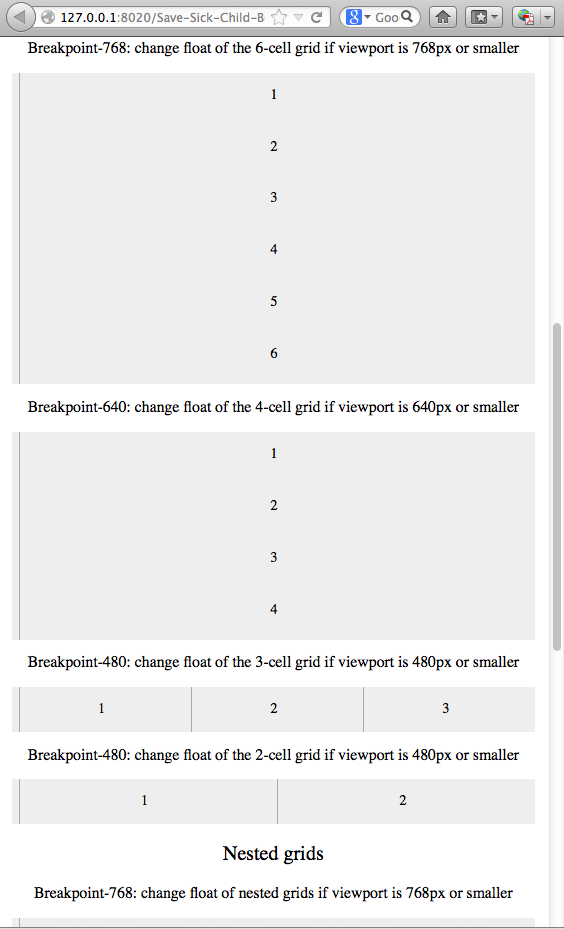 127.0.0.1:8020/Save-Sick-Child-B
Goo
Breakpoint-768: change float of the 6-cell grid if viewport is 768px or smaller
1
2
3
4
5
6
Breakpoint-640: change float of the 4-cell grid if viewport is 640px or smaller
1
2
3
4
Breakpoint-480: change float of the 3-cell grid if viewport is 480px or smaller
1 2 3
Breakpoint-480: change float of the 2-cell grid if viewport is 480px or smaller
1 2
Nested grids
Breakpoint-768: change float of nested grids if viewport is 768px or smaller